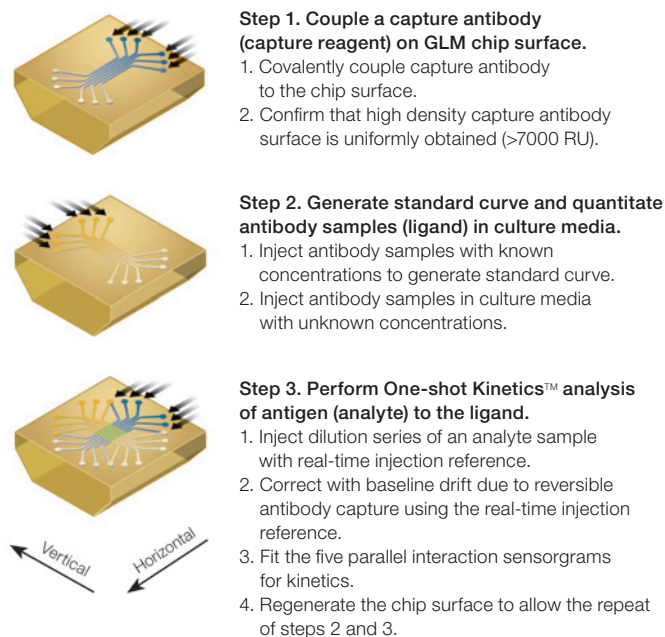 Step 1. Couple a capture antibody
(capture reagent) on GLM chip surface.
1. Covalently couple capture antibody
to the chip surface.
2. Confirm that high density capture antibody
surface is uniformly obtained (>7000 RU).
Step 2. Generate standard curve and quantitate
antibody samples (ligand) in culture media.
1. Inject antibody samples with known
concentrations to generate standard curve.
2. Inject antibody samples in culture media
with unknown concentrations.
Step 3. Perform One-shot Kinetics™ analysis
of antigen (analyte) to the ligand.
1. Inject dilution series of an analyte sample
with real-time injection reference.
2. Correct with baseline drift due to reversible
antibody capture using the real-time injection
reference.
3. Fit the five parallel interaction sensorgrams
for kinetics.
4. Regenerate the chip surface to allow the repeat
of steps 2 and 3.
Vertical
Horizontal